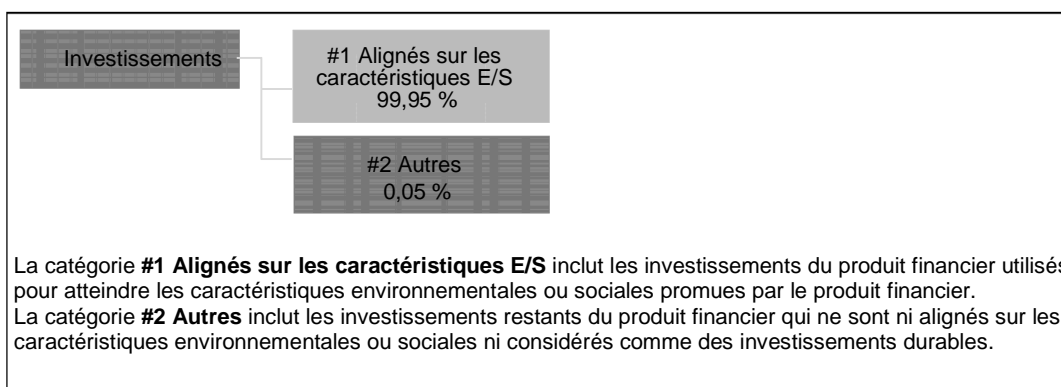 Investissements
#1 Alignés sur les
caractéristiques E/S
99,95 %
#2 Autres
0,05 %
La catégorie #1 Alignés sur les caractéristiques E/S inclut les investissements du produit financier utilisés
pour atteindre les caractéristiques environnementales ou sociales promues par le produit financier.
La catégorie #2 Autres inclut les investissements restants du produit financier qui ne sont ni alignés sur les
caractéristiques environnementales ou sociales ni considérés comme des investissements durables.